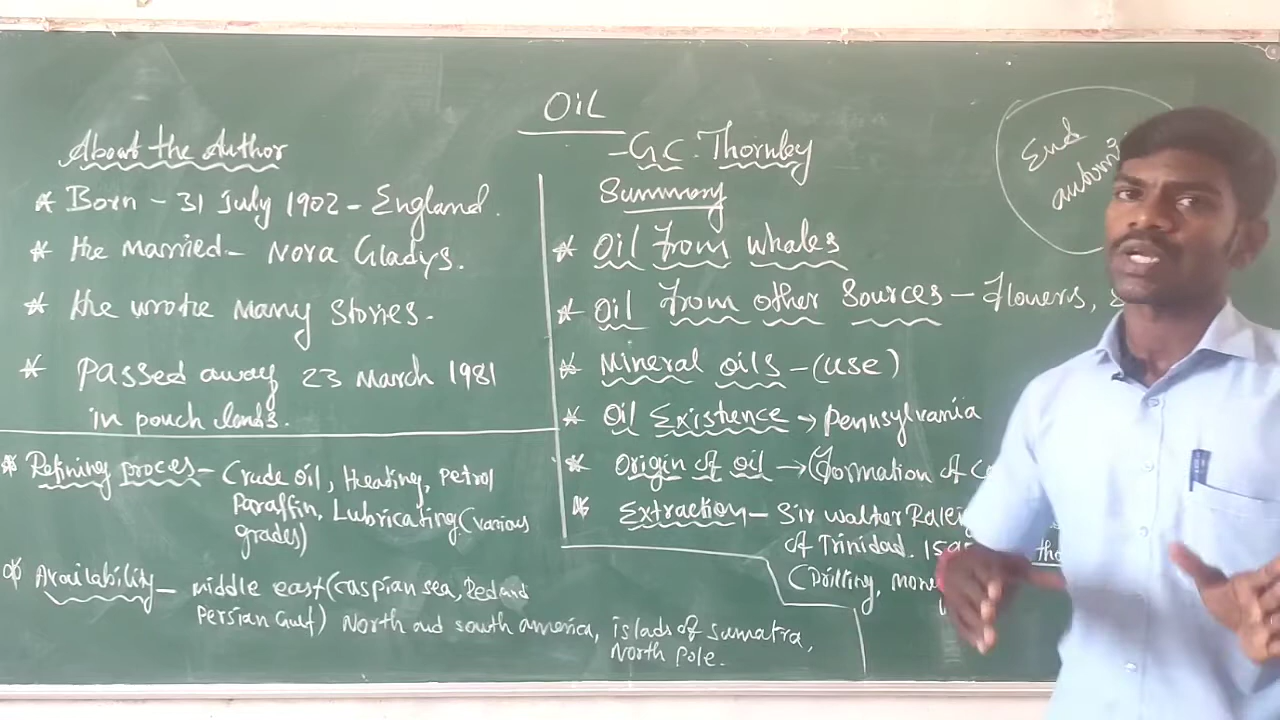 OiL
- G.C. Thornley
About the Author
* Born - 31 July 1902 - England.
* He married - Nora Gladys.
* He wrote Many Stories.
* Passed away 23 March 1981
in pouch lands.
Summary
* Oil From whales
* Oil From other Sources - Flowers,
* Mineral oils - (use)
* Oil Existence → Pennsylvania
* Origin of oil → (Formation of
* Extraction - Sir Walter
of Trinidad.
(Drilling,
* Refining proces - Crude oil, Heating, petrol
Paraffin, Lubricating (various
grades)
* Availability - middle east (caspian sea, Red and
Persian Gulf) North and south america, islads of sumatra,
North Pole.
End